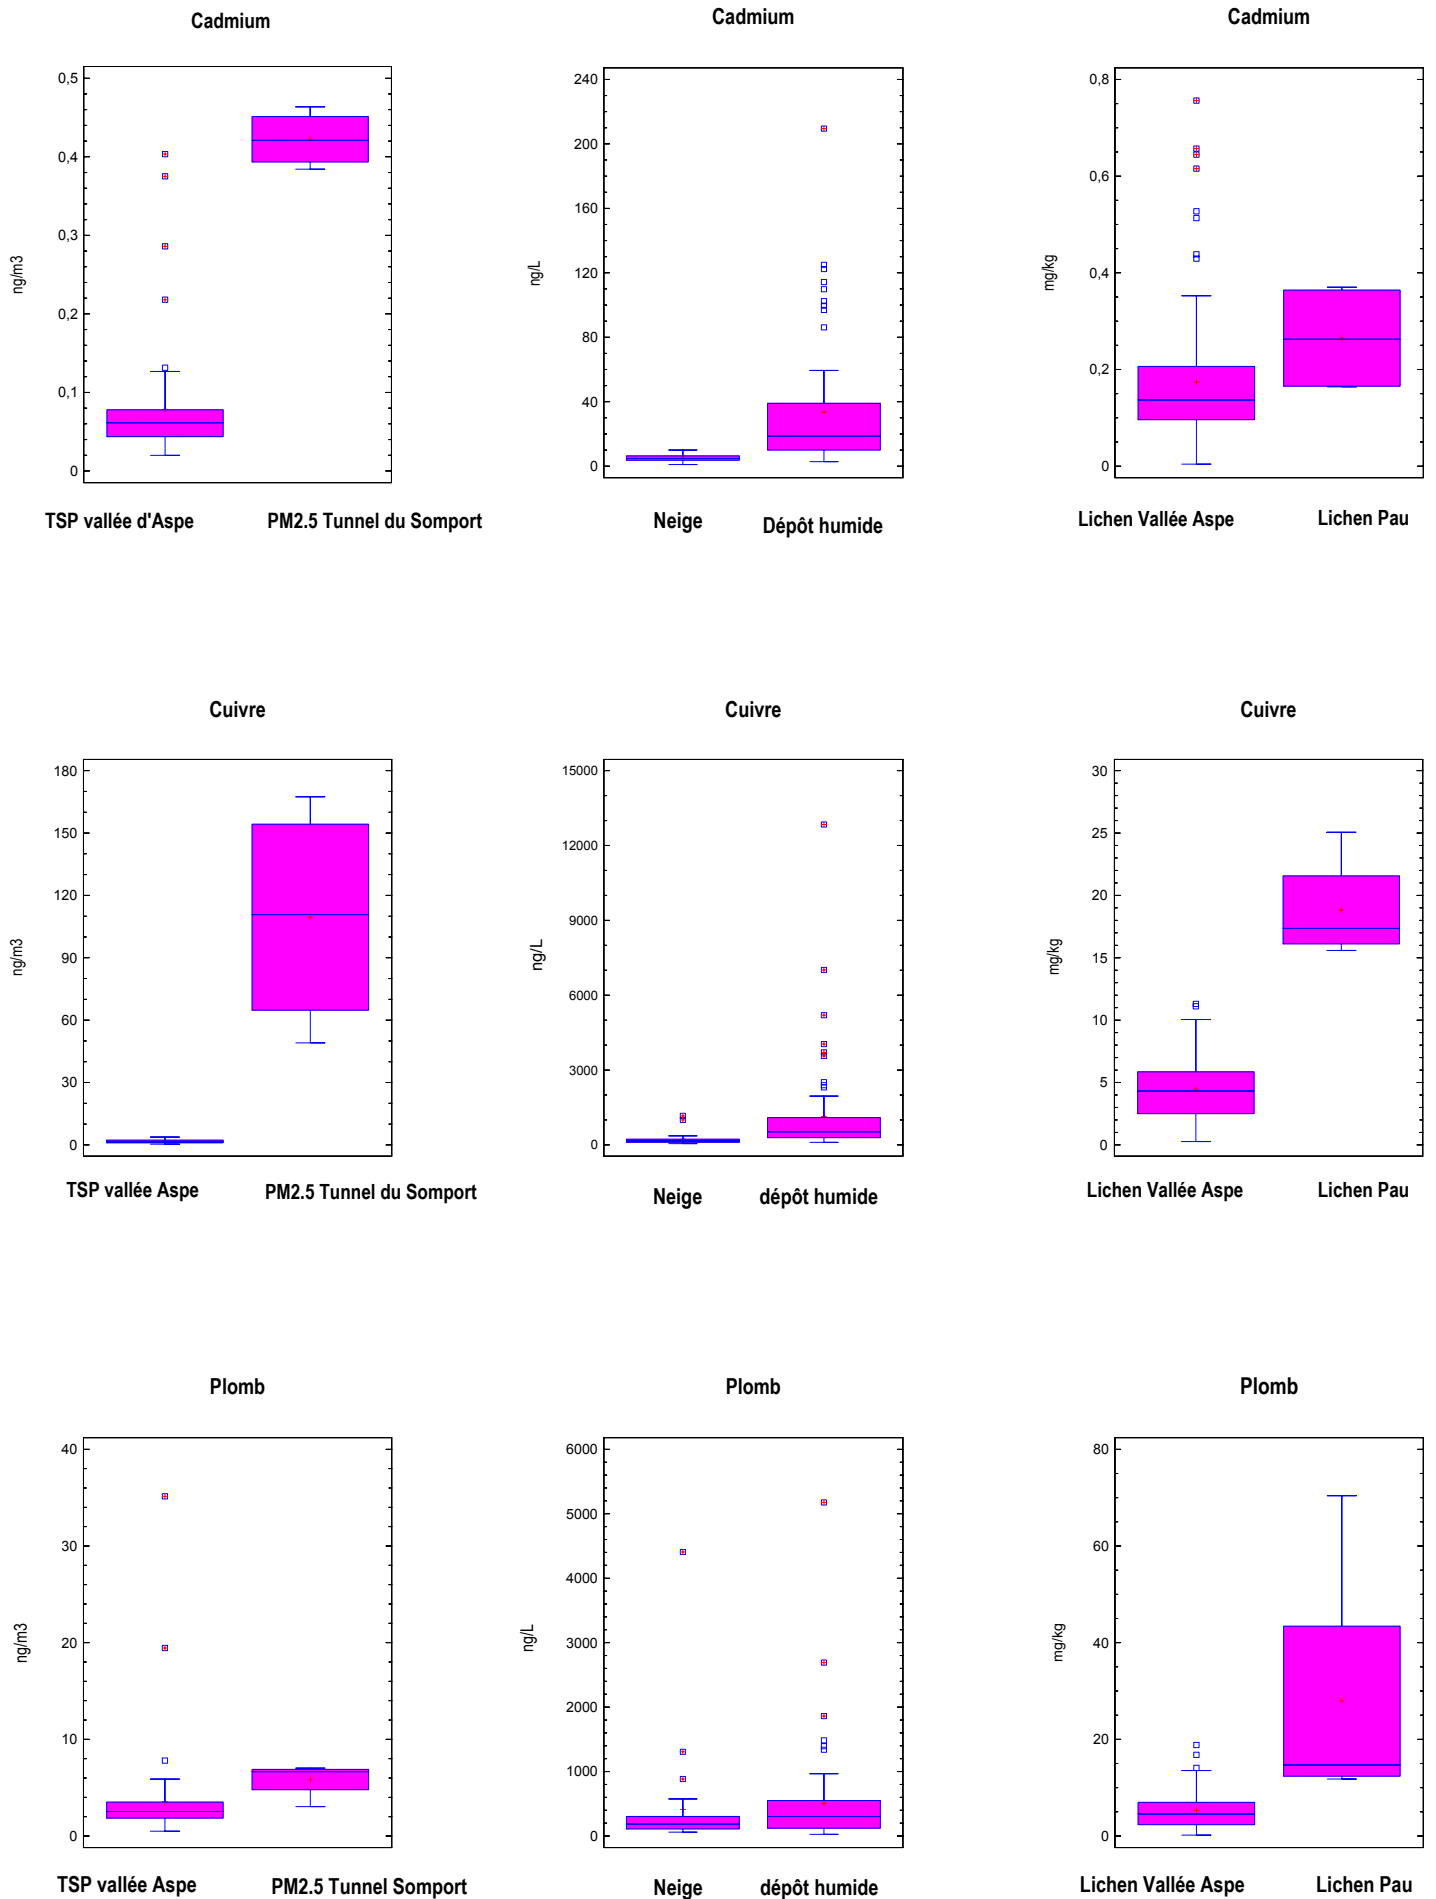 Cadmium
Cadmium
Cadmium
0,5
0,4
0,3
0,2
0,1
0
ng/m3
TSP vallée d'Aspe
PM2.5 Tunnel du Somport
240
200
160
120
80
40
0
ng/L
Neige
Dépôt humide
0,8
0,6
0,4
0,2
0
mg/kg
Lichen Vallée Aspe
Lichen Pau
Cuivre
Cuivre
Cuivre
180
150
120
90
60
30
0
ng/m3
TSP vallée Aspe
PM2.5 Tunnel du Somport
15000
12000
9000
6000
3000
0
ng/L
Neige
dépôt humide
30
25
20
15
10
5
0
mg/kg
Lichen Vallée Aspe
Lichen Pau
Plomb
Plomb
Plomb
40
30
20
10
0
ng/m3
TSP vallée Aspe
PM2.5 Tunnel Somport
6000
5000
4000
3000
2000
1000
0
ng/L
Neige
dépôt humide
80
60
40
20
0
mg/kg
Lichen Vallée Aspe
Lichen Pau